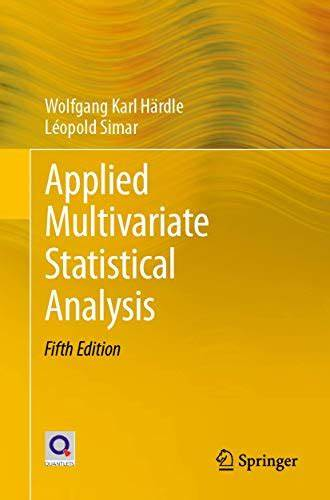 Wolfgang Karl Härdle
Léopold Simar
Applied
Multivariate
Statistical
Analysis
Fifth Edition
Q
QUANTLETS
Springer